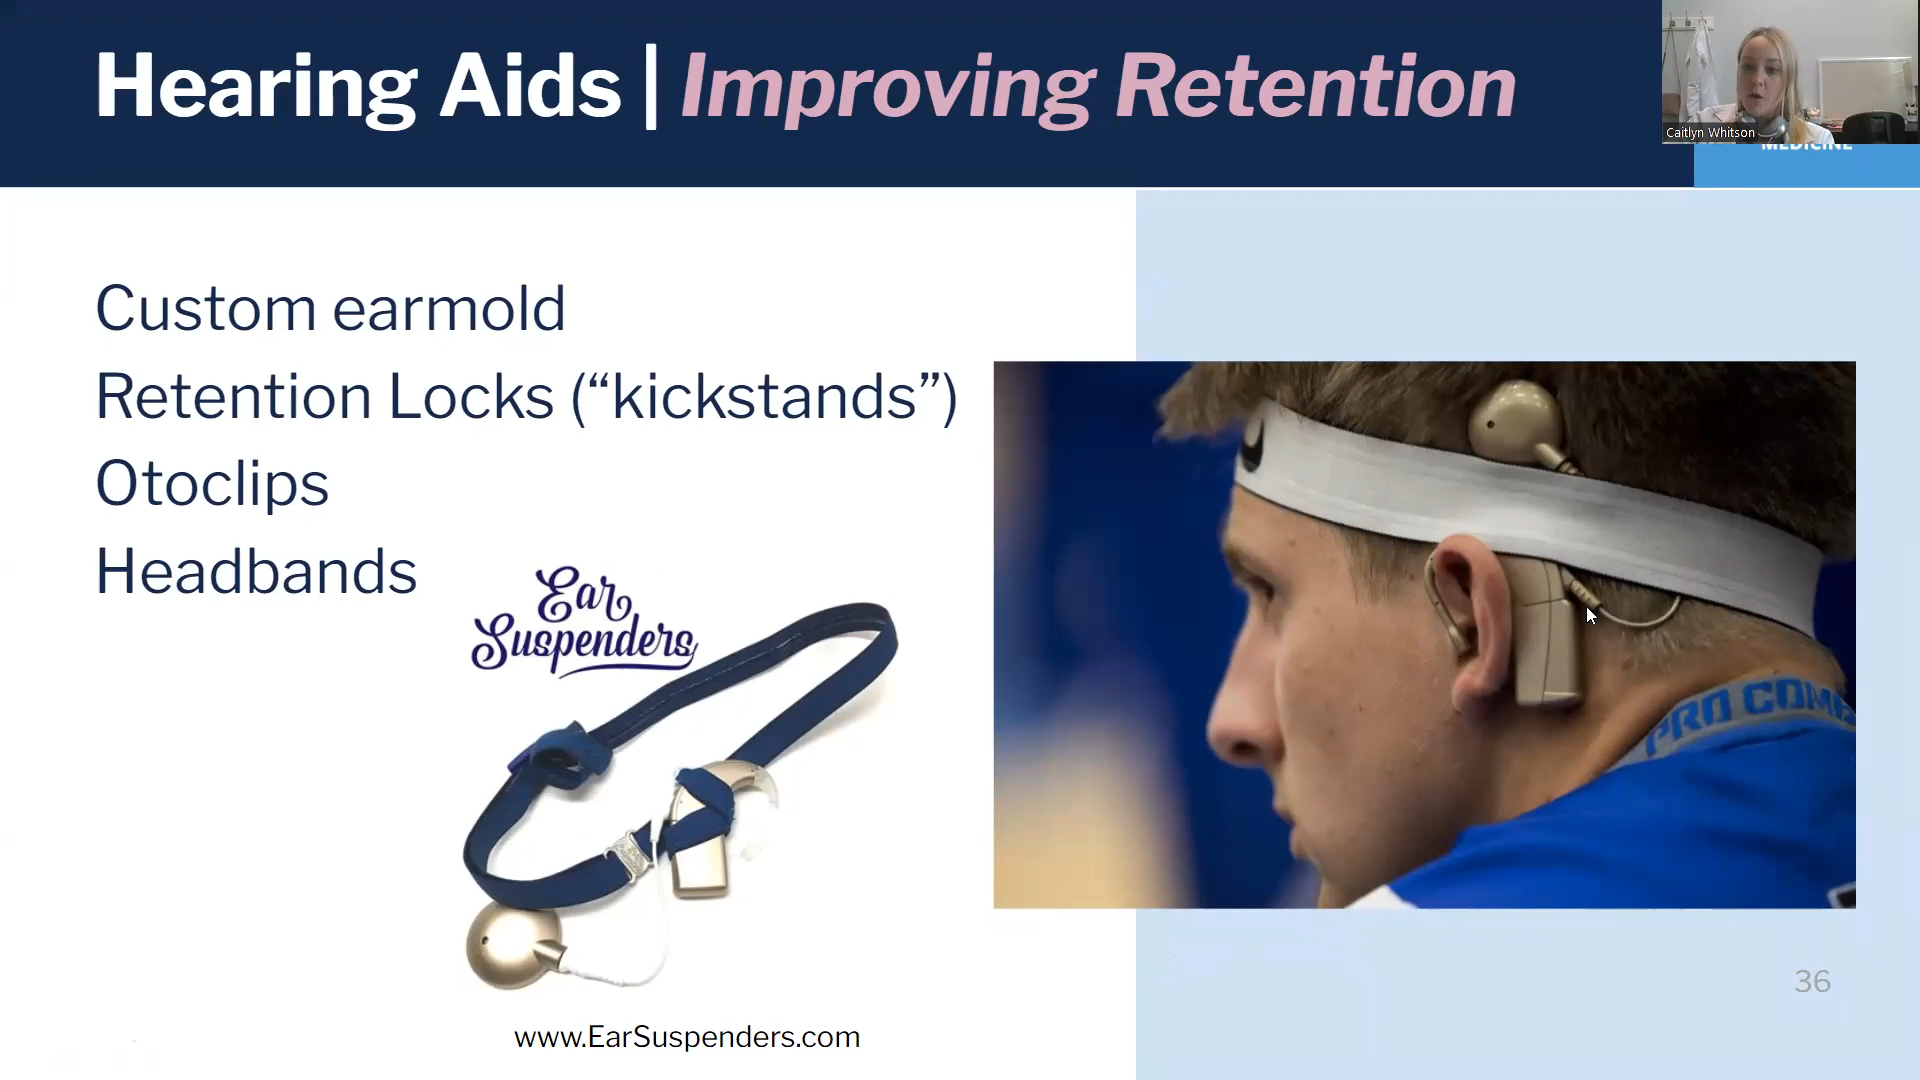 Hearing Aids | Improving Retention
Caitlyn Whitson
MEDICINE
Custom earmold
Retention Locks (“kickstands”)
Otoclips
Headbands
Ear
Suspenders
PRO COM
36
www.EarSuspenders.com